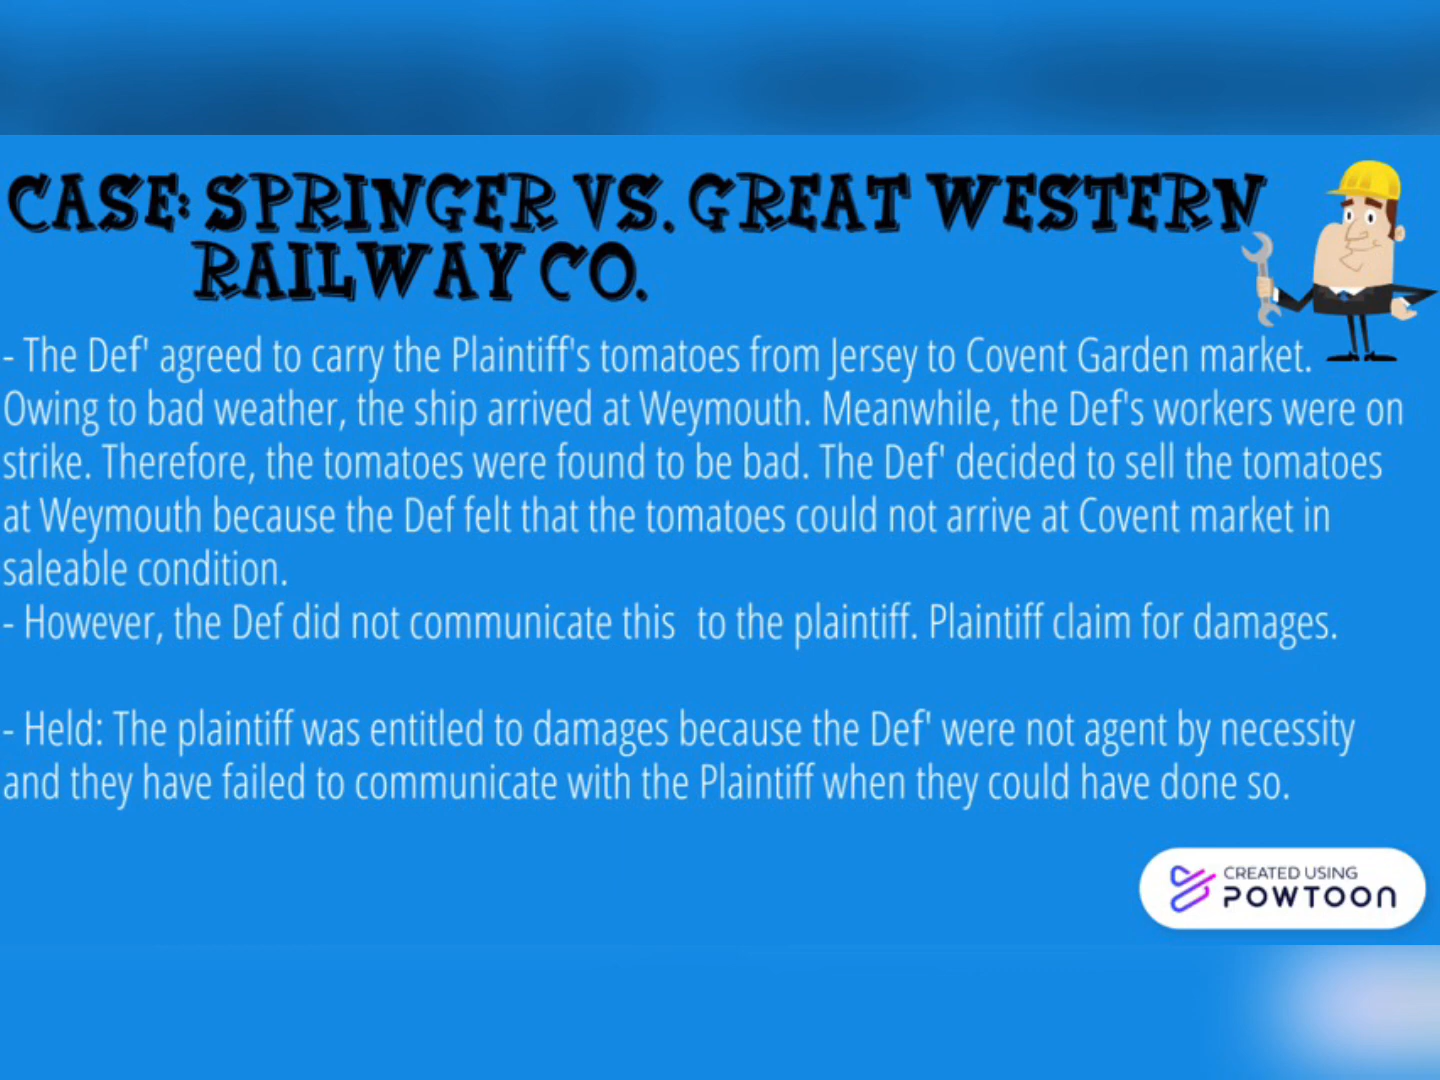 CASE: SPRINGER VS. GREAT WESTERN
RAILWAY CO.
- The Def' agreed to carry the Plaintiff's tomatoes from Jersey to Covent Garden market.
Owing to bad weather, the ship arrived at Weymouth. Meanwhile, the Def's workers were on
strike. Therefore, the tomatoes were found to be bad. The Def' decided to sell the tomatoes
at Weymouth because the Def felt that the tomatoes could not arrive at Covent market in
saleable condition.
- However, the Def did not communicate this  to the plaintiff. Plaintiff claim for damages.
- Held: The plaintiff was entitled to damages because the Def' were not agent by necessity
and they have failed to communicate with the Plaintiff when they could have done so.
CREATED USING
POWTOON